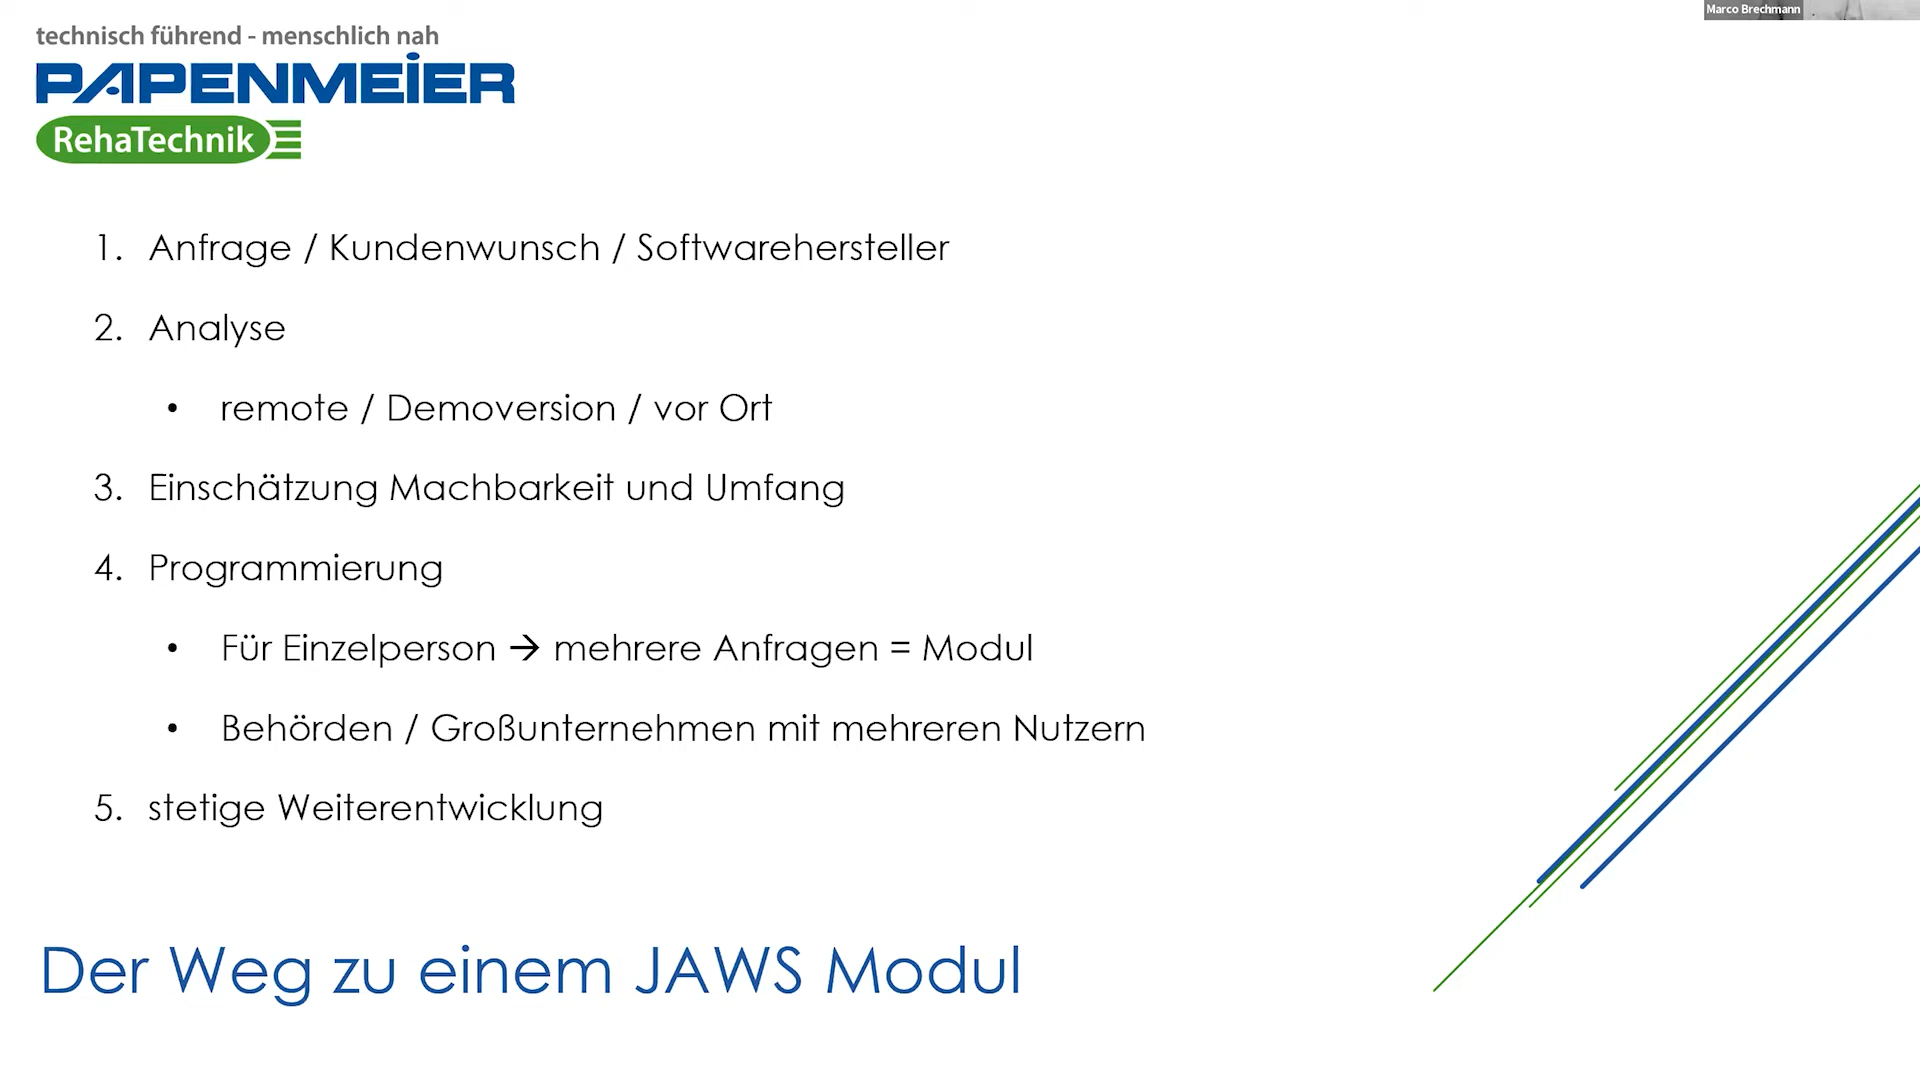 Marco Brechmann
technisch führend - menschlich nah
PAPENMEIER
RehaTechnik
1. Anfrage / Kundenwunsch / Softwarehersteller
2. Analyse
• remote / Demoversion / vor Ort
3. Einschätzung Machbarkeit und Umfang
4. Programmierung
• Für Einzelperson → mehrere Anfragen = Modul
• Behörden / Großunternehmen mit mehreren Nutzern
5. stetige Weiterentwicklung
Der Weg zu einem JAWS Modul